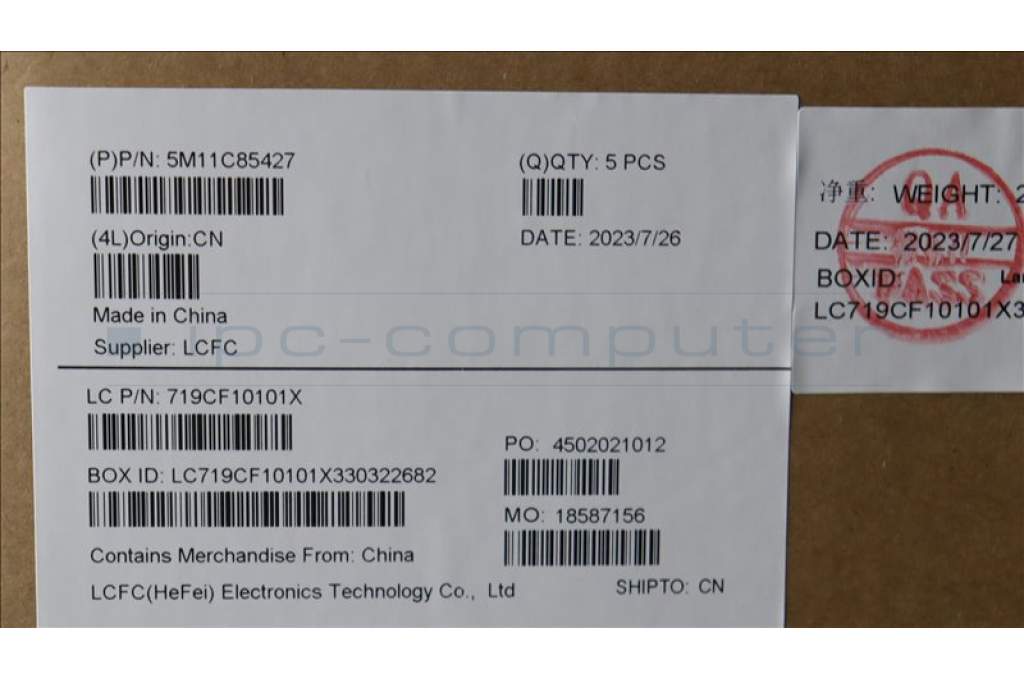 (P)P/N: 5M11C85427
(Q)QTY: 5 PCS
(4L)Origin:CN
DATE: 2023/7/26
Made in China
Supplier: LCFC
LC P/N: 719CF10101X
PO: 4502021012
BOX ID: LC719CF10101X330322682
MO: 18587156
Contains Merchandise From: China
LCFC(HeFei) Electronics Technology Co., Ltd
SHIPTO: CN
净重: WEIGHT: 2
DATE: 2023/7/27
BOXID:
LC719CF10101X3
QA
PASS
ipc-computer